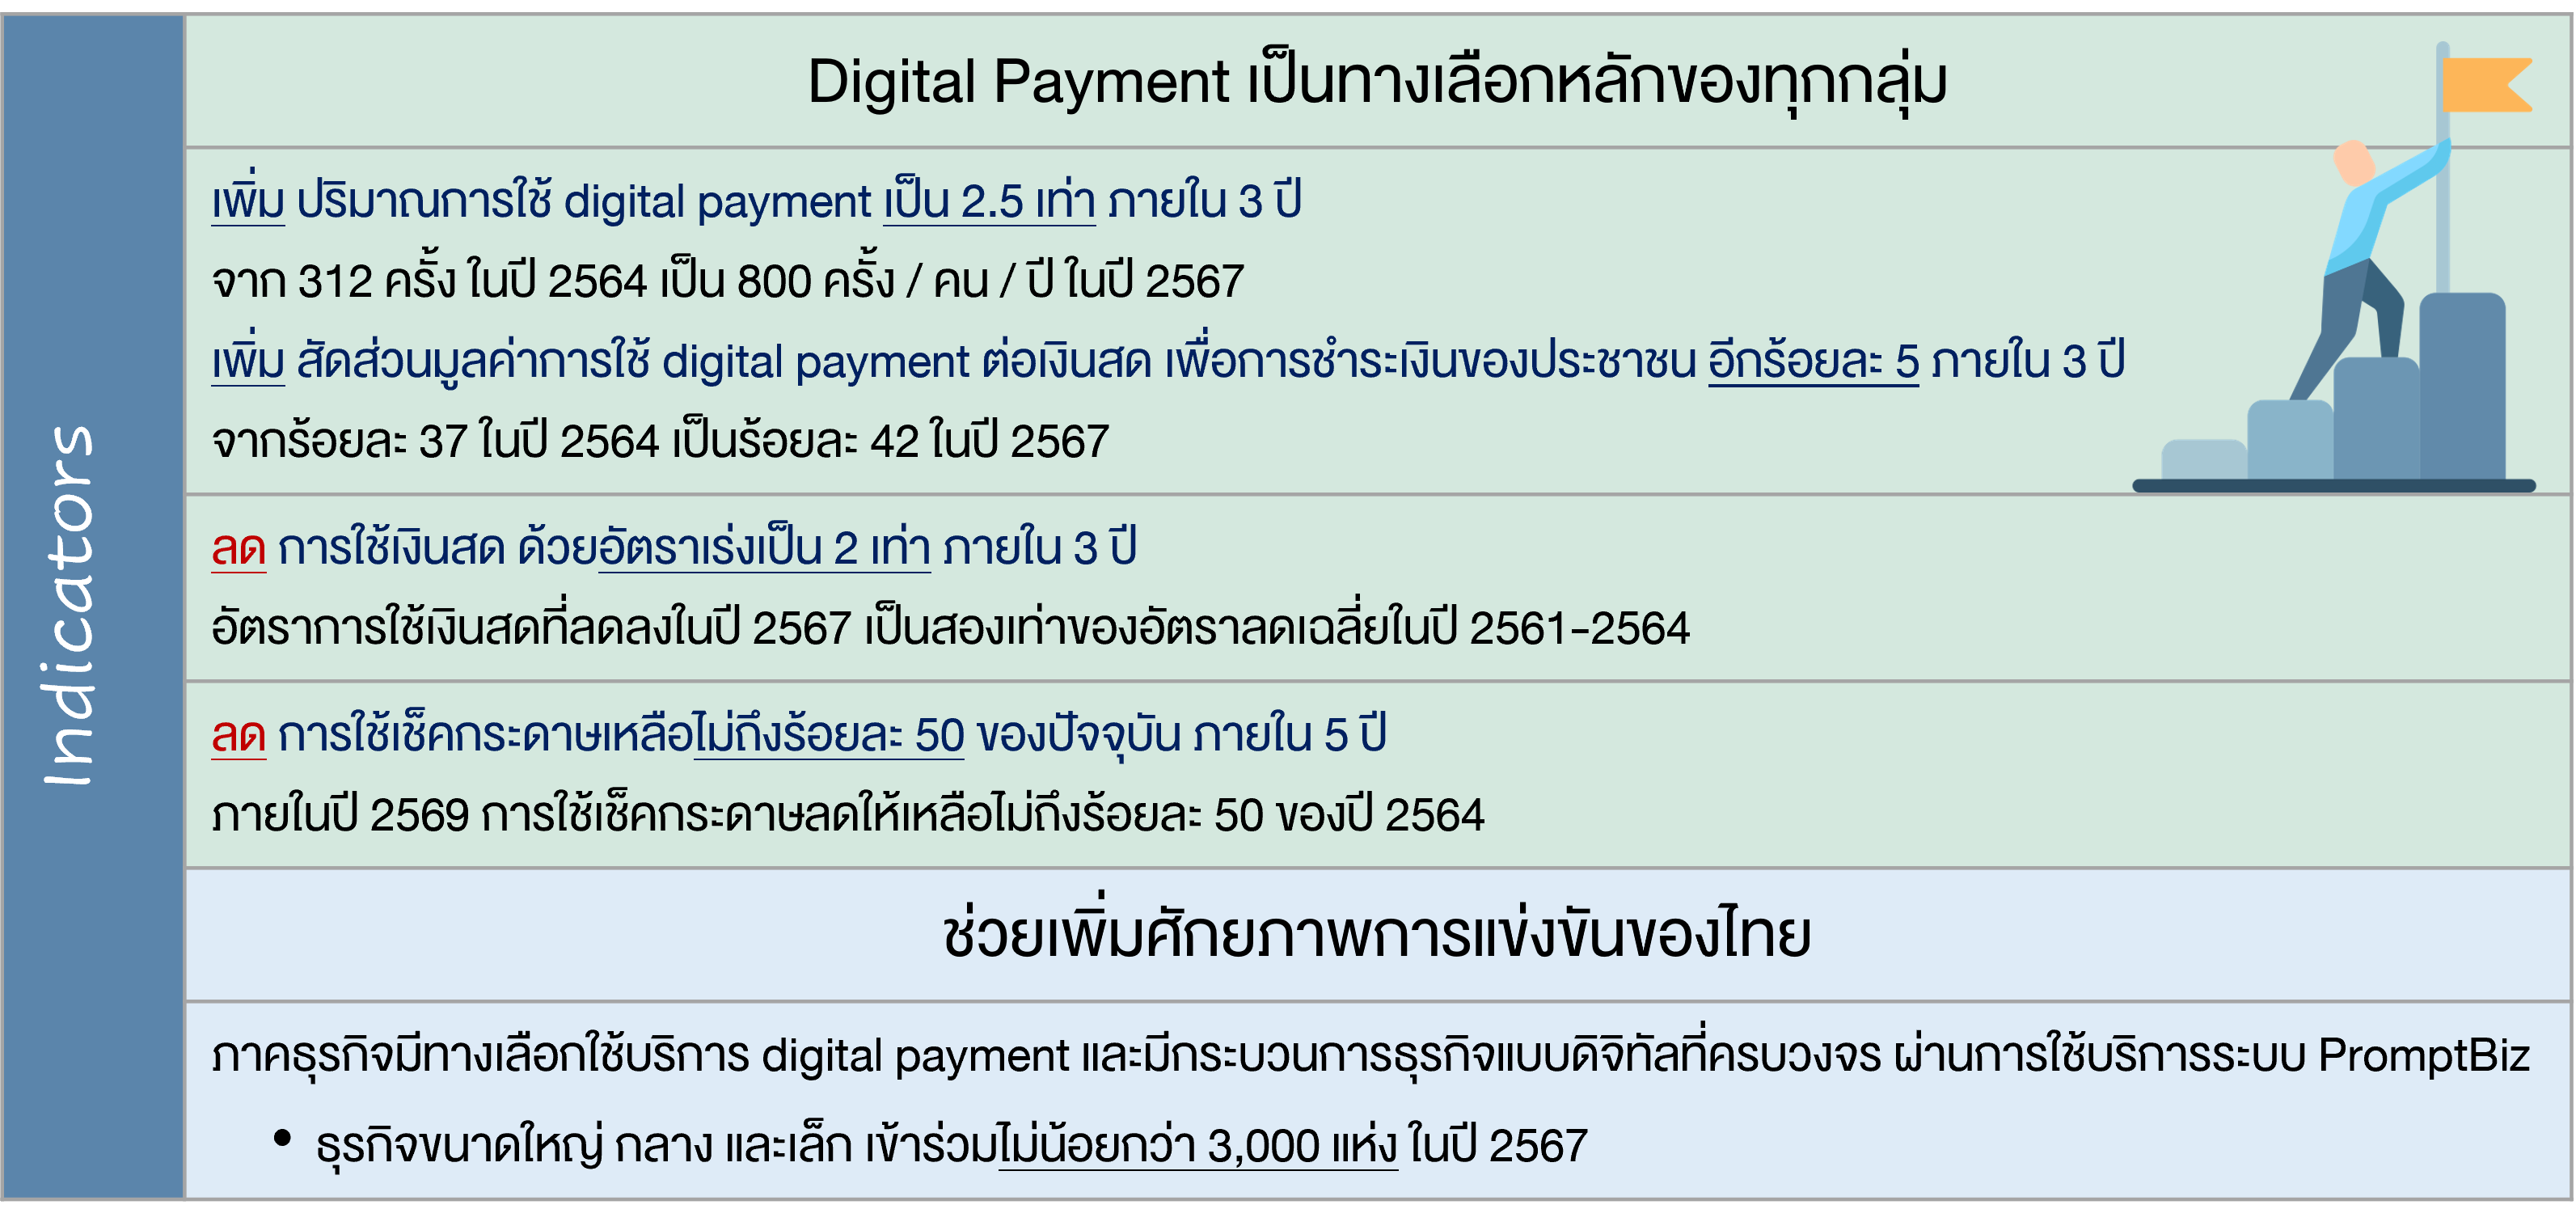 Indicators
Digital Payment เป็นทางเลือกหลักของทุกกลุ่ม
เพิ่ม ปริมาณการใช้ digital payment เป็น 2.5 เท่า ภายใน 3 ปี
จาก 312 ครั้ง ในปี 2564 เป็น 800 ครั้ง / คน / ปี ในปี 2567
เพิ่ม สัดส่วนมูลค่าการใช้ digital payment ต่อเงินสด เพื่อการชำระเงินของประชาชน อีกร้อยละ 5 ภายใน 3 ปี
จากร้อยละ 37 ในปี 2564 เป็นร้อยละ 42 ในปี 2567
ลด การใช้เงินสด ด้วยอัตราเร่งเป็น 2 เท่า ภายใน 3 ปี
อัตราการใช้เงินสดที่ลดลงในปี 2567 เป็นสองเท่าของอัตราลดเฉลี่ยในปี 2561-2564
ลด การใช้เช็คกระดาษเหลือไม่ถึงร้อยละ 50 ของปัจจุบัน ภายใน 5 ปี
ภายในปี 2569 การใช้เช็คกระดาษลดให้เหลือไม่ถึงร้อยละ 50 ของปี 2564
ช่วยเพิ่มศักยภาพการแข่งขันของไทย
ภาคธุรกิจมีทางเลือกใช้บริการ digital payment และมีกระบวนการธุรกิจแบบดิจิทัลที่ครบวงจร ผ่านการใช้บริการระบบ PromptBiz
• ธุรกิจขนาดใหญ่ กลาง และเล็ก เข้าร่วมไม่น้อยกว่า 3,000 แห่ง ในปี 2567